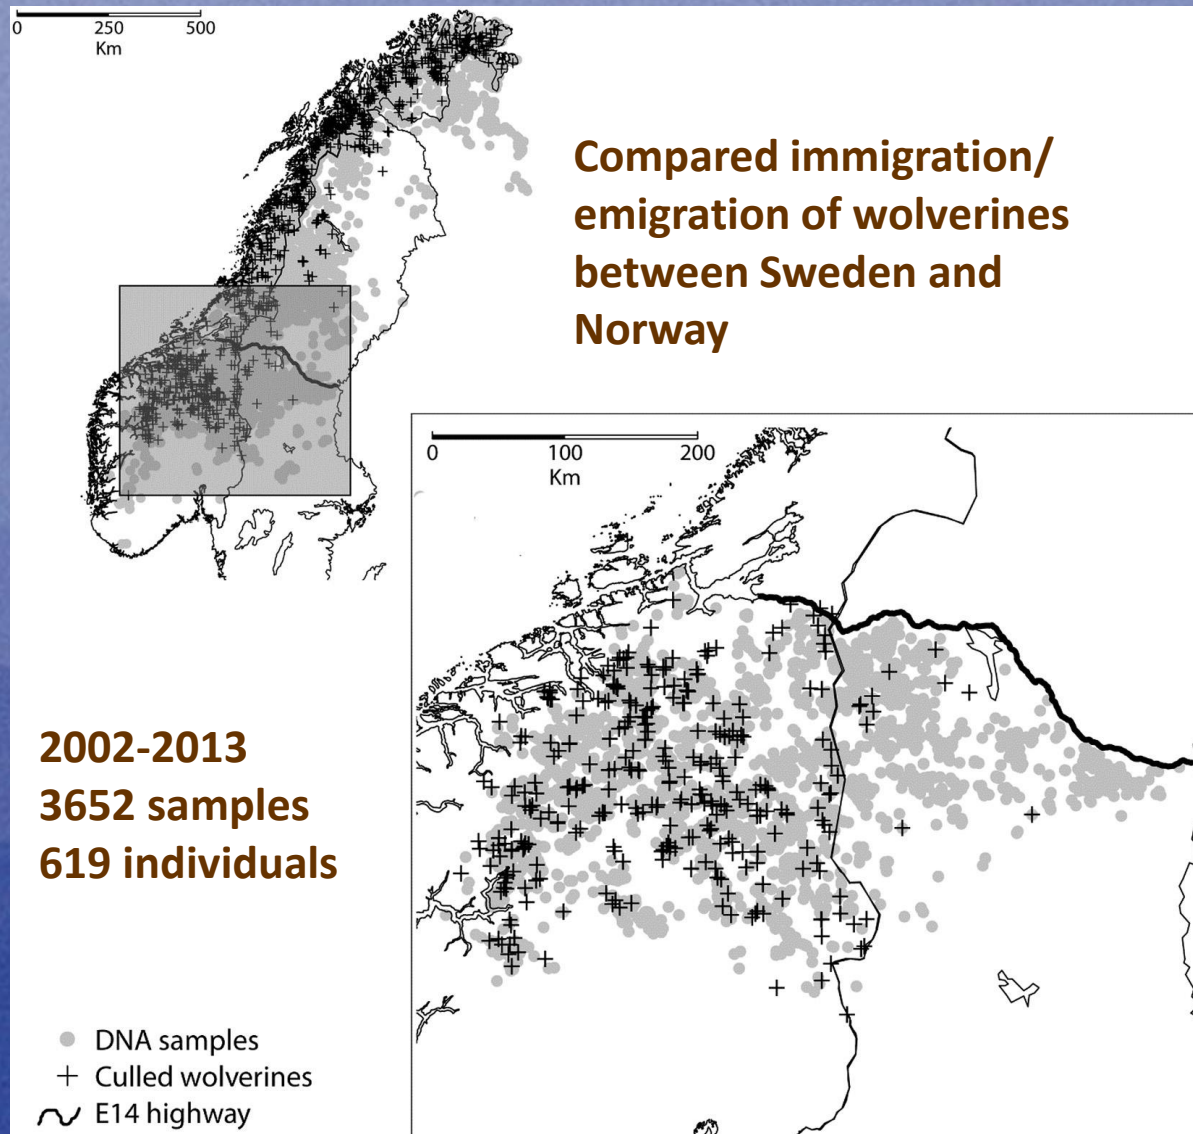 0 250 500
Km
Compared immigration/
emigration of wolverines
between Sweden and
Norway
0 100 200
Km
2002-2013
3652 samples
619 individuals
DNA samples
Culled wolverines
E14 highway